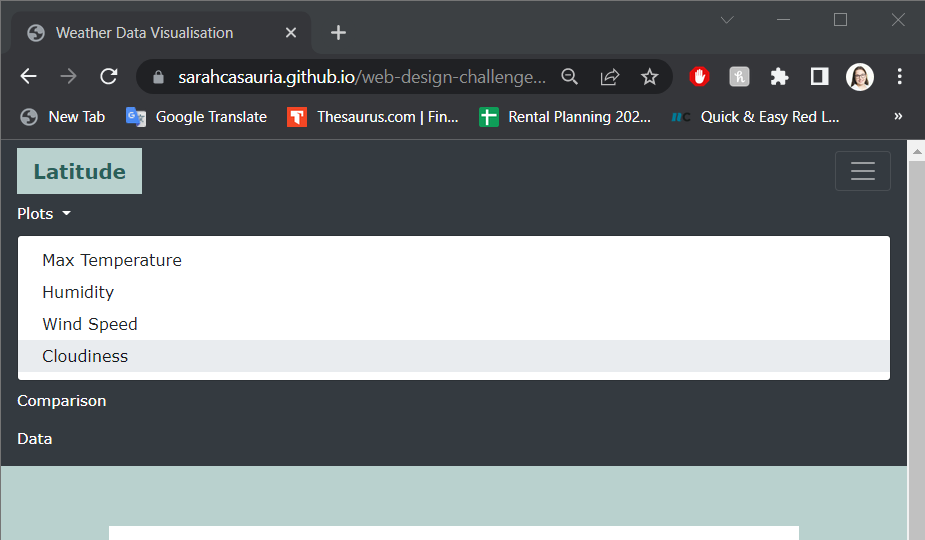 Weather Data Visualisation
sarahcasauria.github.io/web-design-challenge...
New Tab Google Translate Thesaurus.com | Fin... Rental Planning 202... Quick & Easy Red L... »
Latitude
Plots
Max Temperature
Humidity
Wind Speed
Cloudiness
Comparison
Data